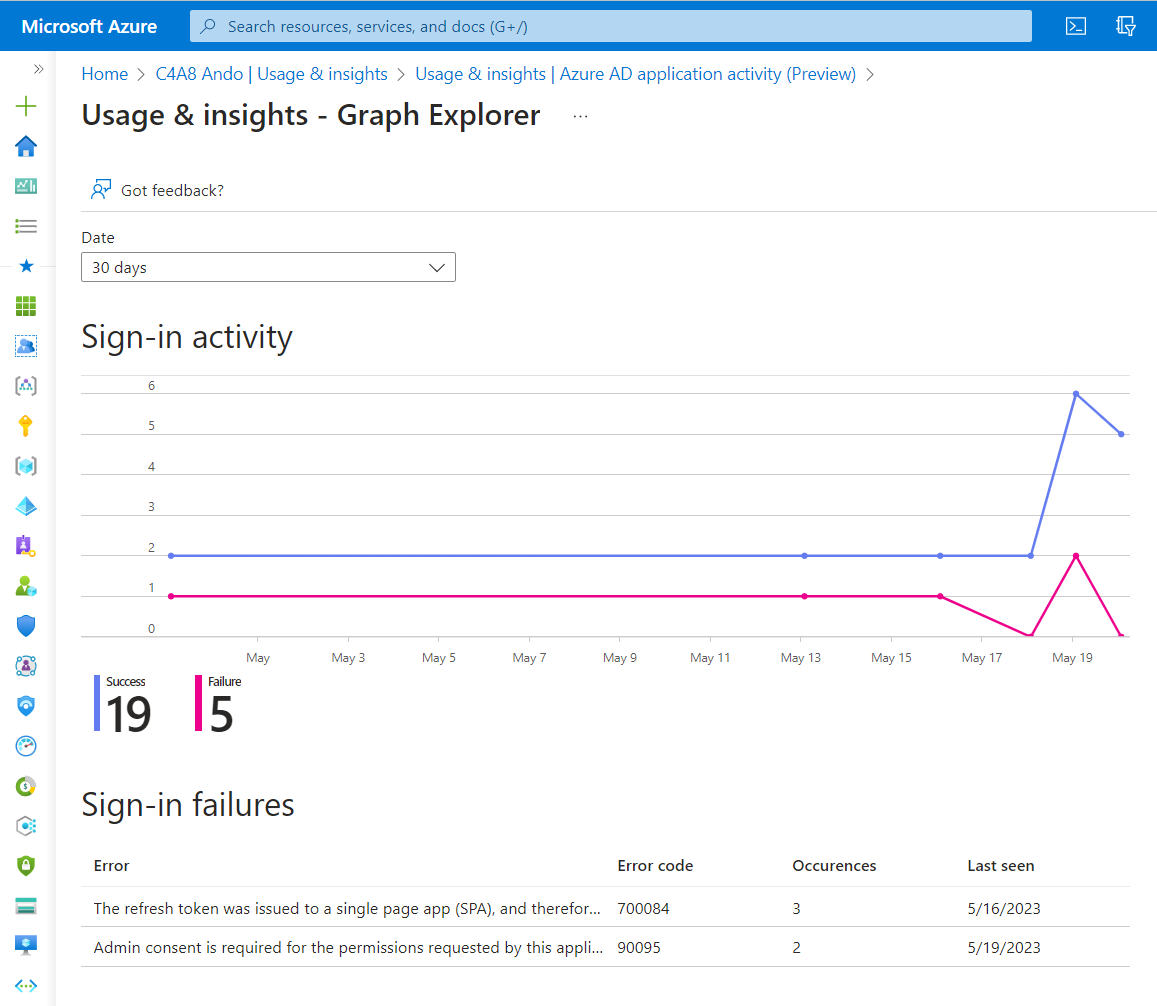 Microsoft Azure
Search resources, services, and docs (G+/)
Home > C4A8 Ando | Usage & insights > Usage & insights | Azure AD application activity (Preview) >
Usage & insights - Graph Explorer ...
Got feedback?
Date
30 days
Sign-in activity
6
5
4
3
2
1
0
May May 3 May 5 May 7 May 9 May 11 May 13 May 15 May 17 May 19
Success Failure
19 5
Sign-in failures
Error Error code Occurences Last seen
The refresh token was issued to a single page app (SPA), and therefor... 700084 3 5/16/2023
Admin consent is required for the permissions requested by this appli... 90095 2 5/19/2023